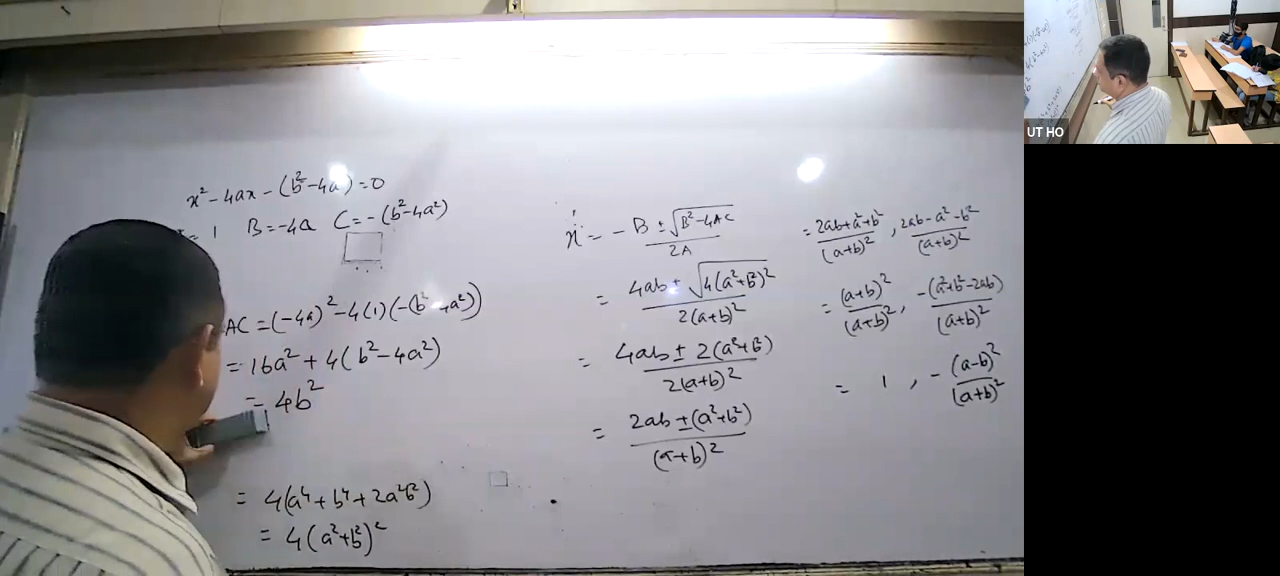 x² - 4ax - (b² - 4a²) = 0
= 1 B = -4a C = -(b² - 4a²)
AC = (-4a)² - 4(1)(-(b² - 4a²))
= 16a² + 4(b² - 4a²)
= 4b²
= 4(a⁴ + b⁴ + 2a²b²)
= 4(a² + b²)²
x = -B ± √(B² - 4AC) / 2A
= 4ab ± √(4(a² + b²)²) / 2(a+b)²
= 4ab ± 2(a² + b²) / 2(a+b)²
= 2ab ± (a² + b²) / (a+b)²
= 2ab + a² + b² / (a+b)² , 2ab - a² - b² / (a+b)²
= (a+b)² / (a+b)² , -(a² + b² - 2ab) / (a+b)²
= 1 , - (a-b)² / (a+b)²
UT HO